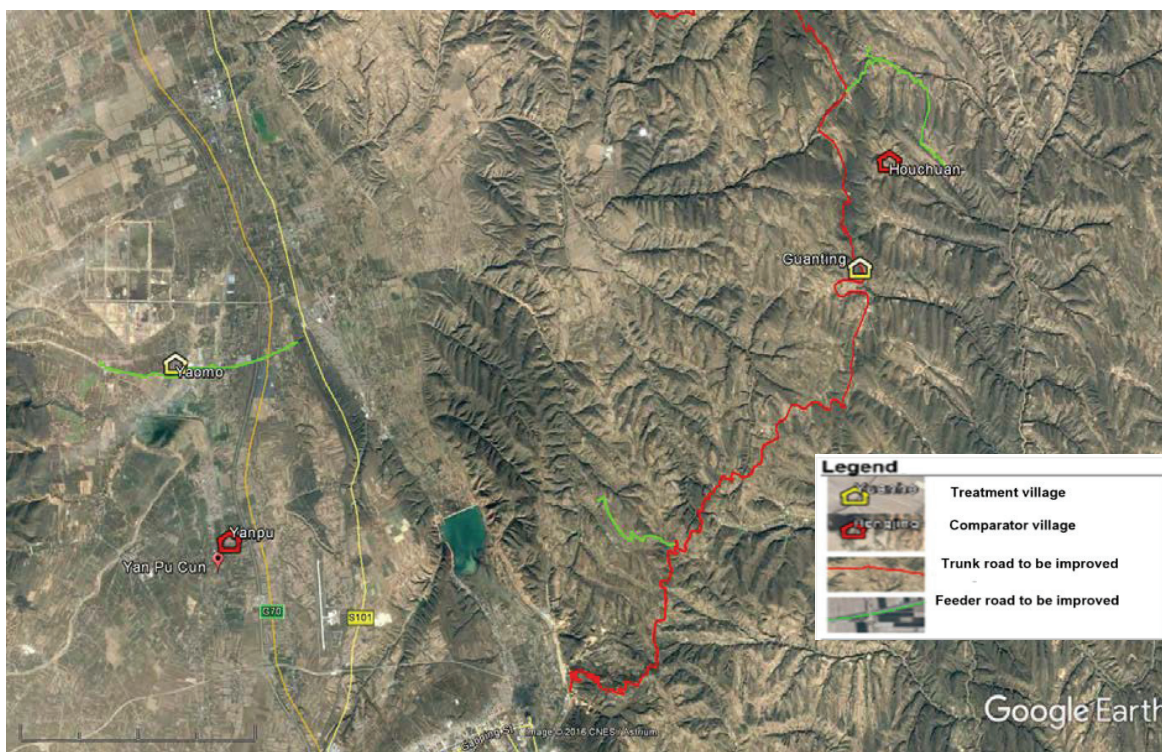 Houchuan
Guanting
Yaomo
Yanpu
Yan Pu Cun
G70
S101
Legend
Treatment village
Comparator village
Trunk road to be improved
Feeder road to be improved
Image © 2016 CNES / Astrium
Google Earth